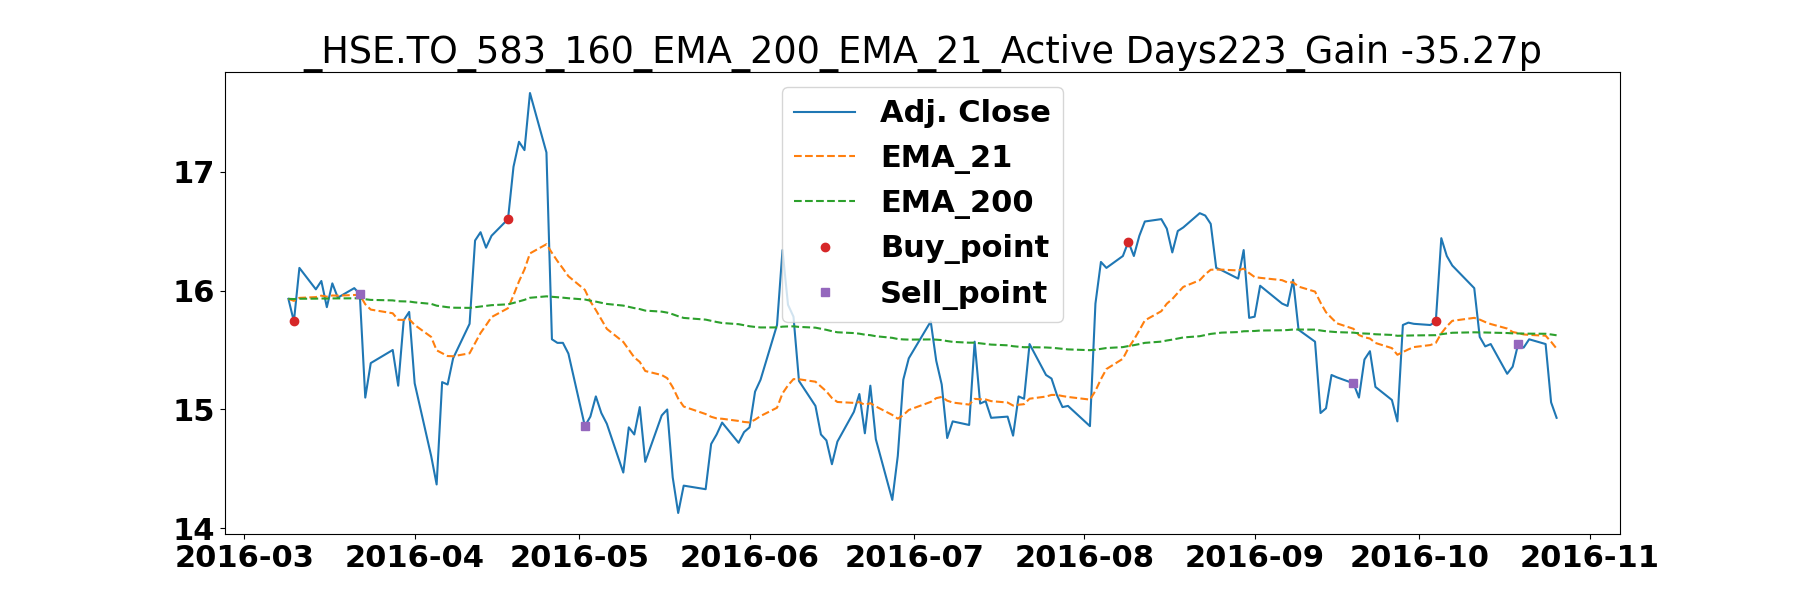 _HSE.TO_583_160_EMA_200_EMA_21_Active Days223_Gain -35.27p
Adj. Close
EMA_21
EMA_200
Buy_point
Sell_point
17
16
15
14
2016-03 2016-04 2016-05 2016-06 2016-07 2016-08 2016-09 2016-10 2016-11